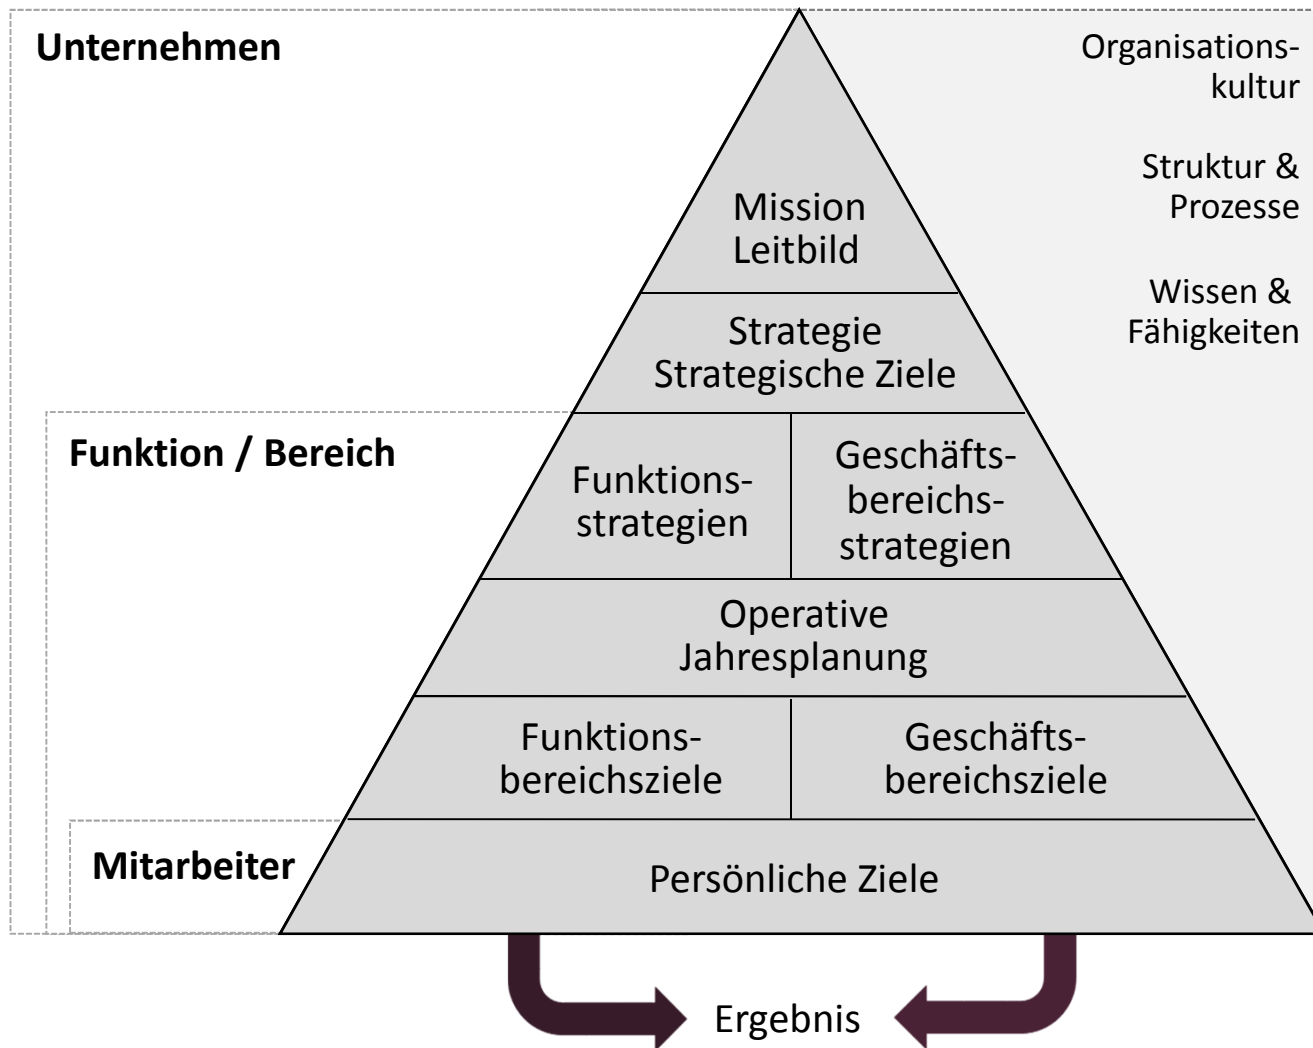 Unternehmen
Organisations-
kultur
Struktur &
Prozesse
Wissen &
Fähigkeiten
Mission
Leitbild
Strategie
Strategische Ziele
Funktion / Bereich
Funktions-
strategien
Geschäfts-
bereichs-
strategien
Operative
Jahresplanung
Funktions-
bereichsziele
Geschäfts-
bereichsziele
Mitarbeiter
Persönliche Ziele
Ergebnis